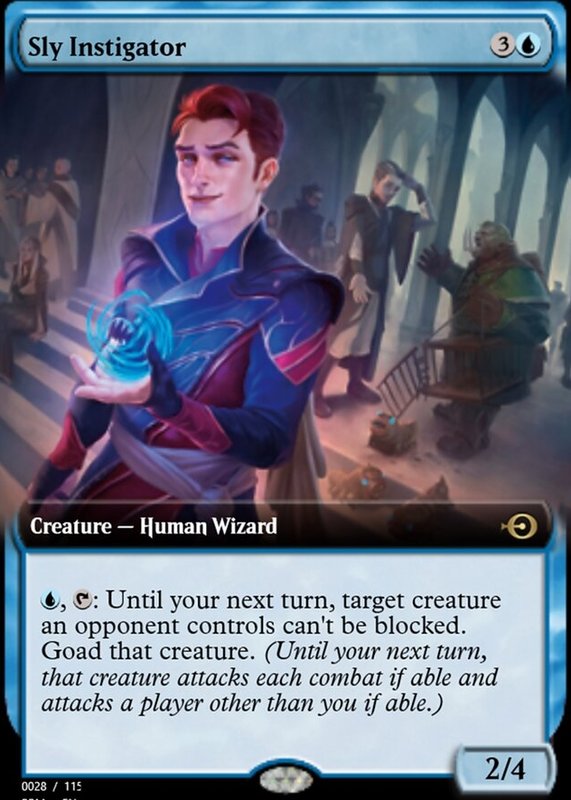 Sly Instigator 3
Creature — Human Wizard
, : Until your next turn, target creature
an opponent controls can't be blocked.
Goad that creature. (Until your next turn,
that creature attacks each combat if able and
attacks a player other than you if able.)
2/4
0028 / 115